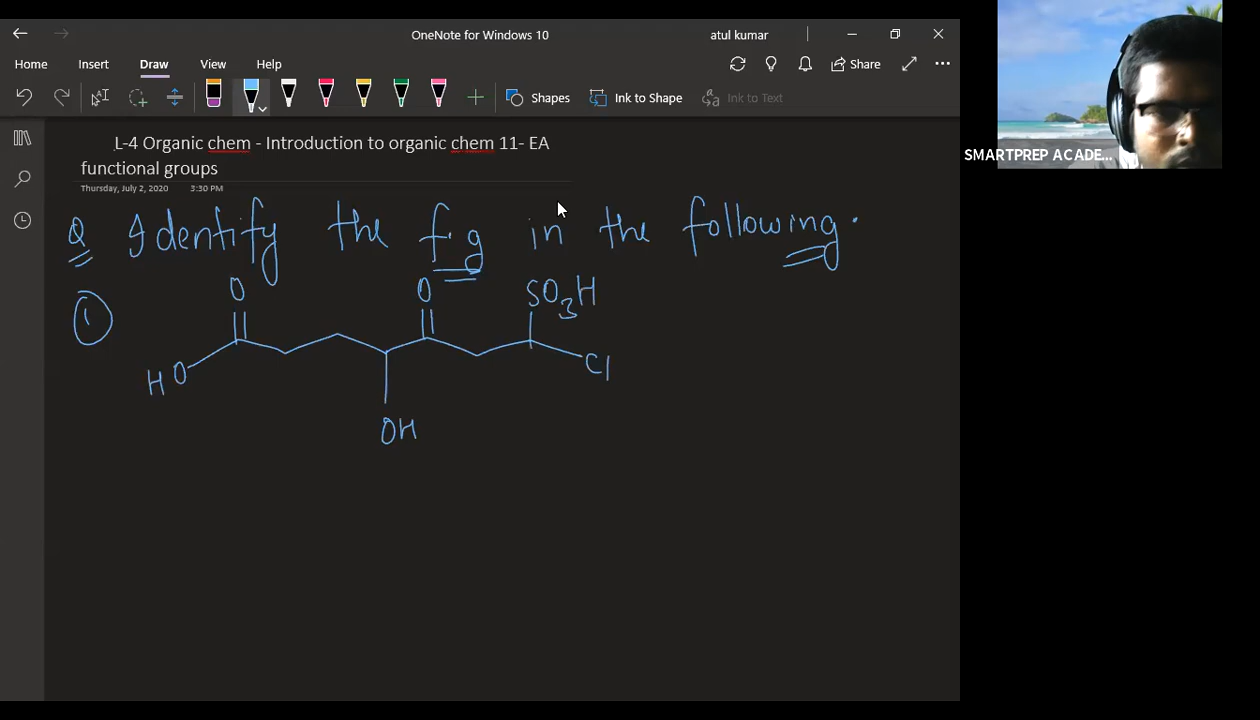 OneNote for Windows 10
atul kumar
Home Insert Draw View Help
Share
Shapes Ink to Shape Ink to Text
L-4 Organic chem - Introduction to organic chem 11- EA
functional groups
Thursday, July 2, 2020 3:30 PM
SMARTPREP ACADE...
Q Identify the f.g in the following.
① O O SO3H
HO Cl
OH